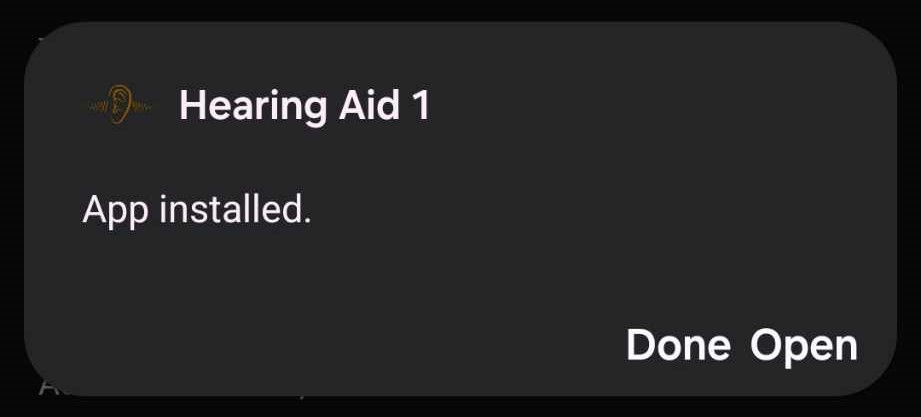 Hearing Aid 1
App installed.
Done Open